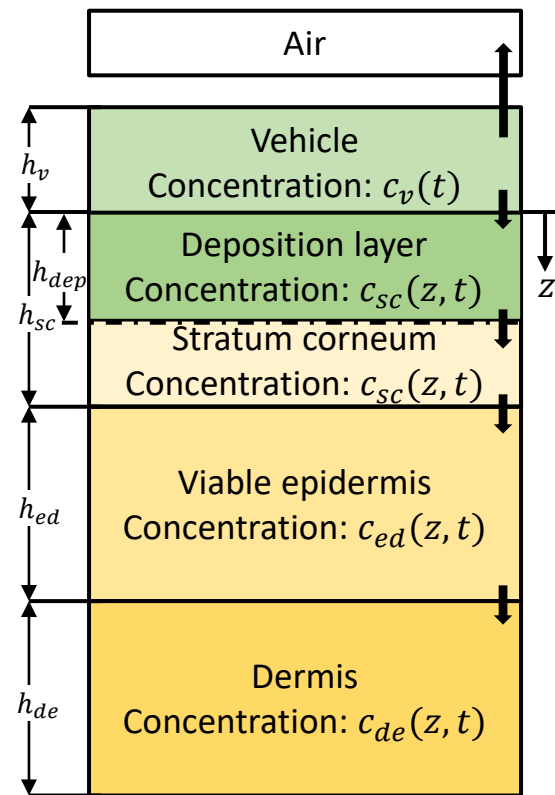 Air
Vehicle
Concentration: c_v(t)
h_v
Deposition layer
Concentration: c_sc(z, t)
h_dep
h_sc
z
Stratum corneum
Concentration: c_sc(z, t)
Viable epidermis
Concentration: c_ed(z, t)
h_ed
Dermis
Concentration: c_de(z, t)
h_de